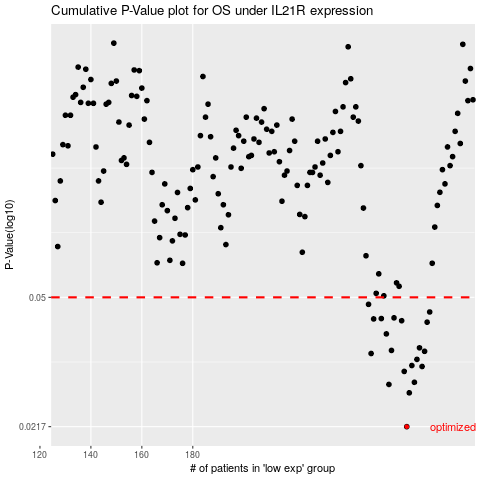 Cumulative P-Value plot for OS under IL21R expression
P-Value(log10)
0.05
0.0217
optimized
120 140 160 180
# of patients in 'low exp' group